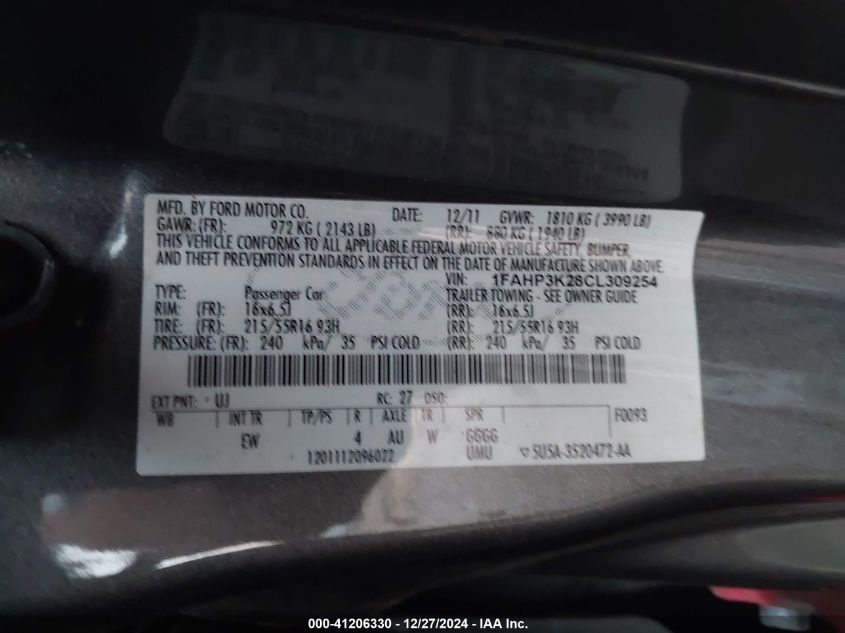 MFD. BY FORD MOTOR CO. DATE: 12/11 GVWR: 1810 KG ( 3990 LB)
GAWR: (FR): 972 KG ( 2143 LB) (RR): 880 KG ( 1940 LB)
THIS VEHICLE CONFORMS TO ALL APPLICABLE FEDERAL MOTOR VEHICLE SAFETY, BUMPER,
AND THEFT PREVENTION STANDARDS IN EFFECT ON THE DATE OF MANUFACTURE SHOWN ABOVE.
VIN: 1FAHP3K28CL309254
TYPE: Passenger Car TRAILER TOWING - SEE OWNER GUIDE
RIM: (FR): 16x6.5J (RR): 16x6.5J
TIRE: (FR): 215/55R16 93H (RR): 215/55R16 93H
PRESSURE: (FR): 240 kPa/ 35 PSI COLD (RR): 240 kPa/ 35 PSI COLD
EXT PNT: UJ RC: 27 DSO:
WB INT TR TP/PS R AXLE TR SPR F0093
EW 4 AU W GGGG
1201112096022 UMU 5U5A-3520472-AA
000-41206330 - 12/27/2024 - IAA Inc.